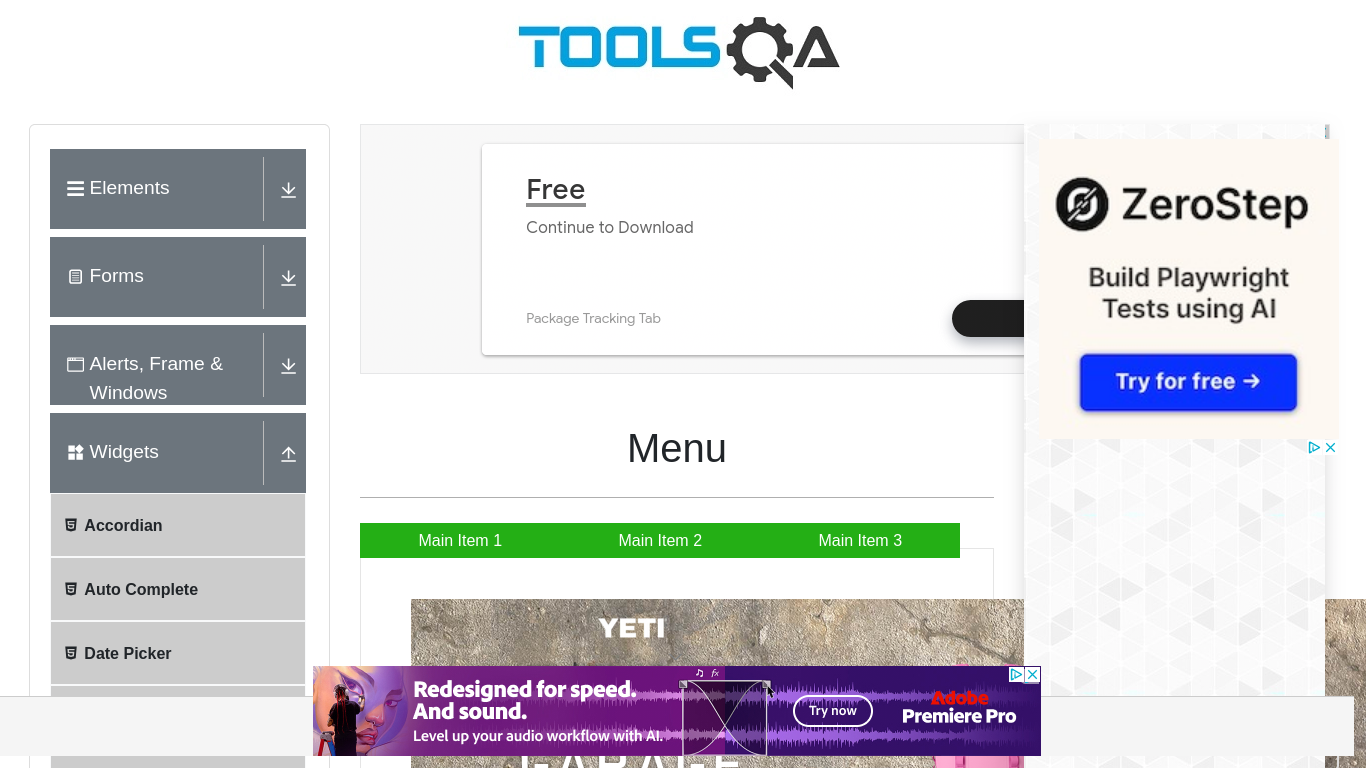 TOOLSQA
Elements
Forms
Alerts, Frame &
Windows
Widgets
Accordian
Auto Complete
Date Picker
Free
Continue to Download
Package Tracking Tab
ZeroStep
Build Playwright
Tests using AI
Try for free →
Menu
Main Item 1
Main Item 2
Main Item 3
YETI
Redesigned for speed.
And sound.
Level up your audio workflow with AI.
fx
Try now
Adobe
Premiere Pro